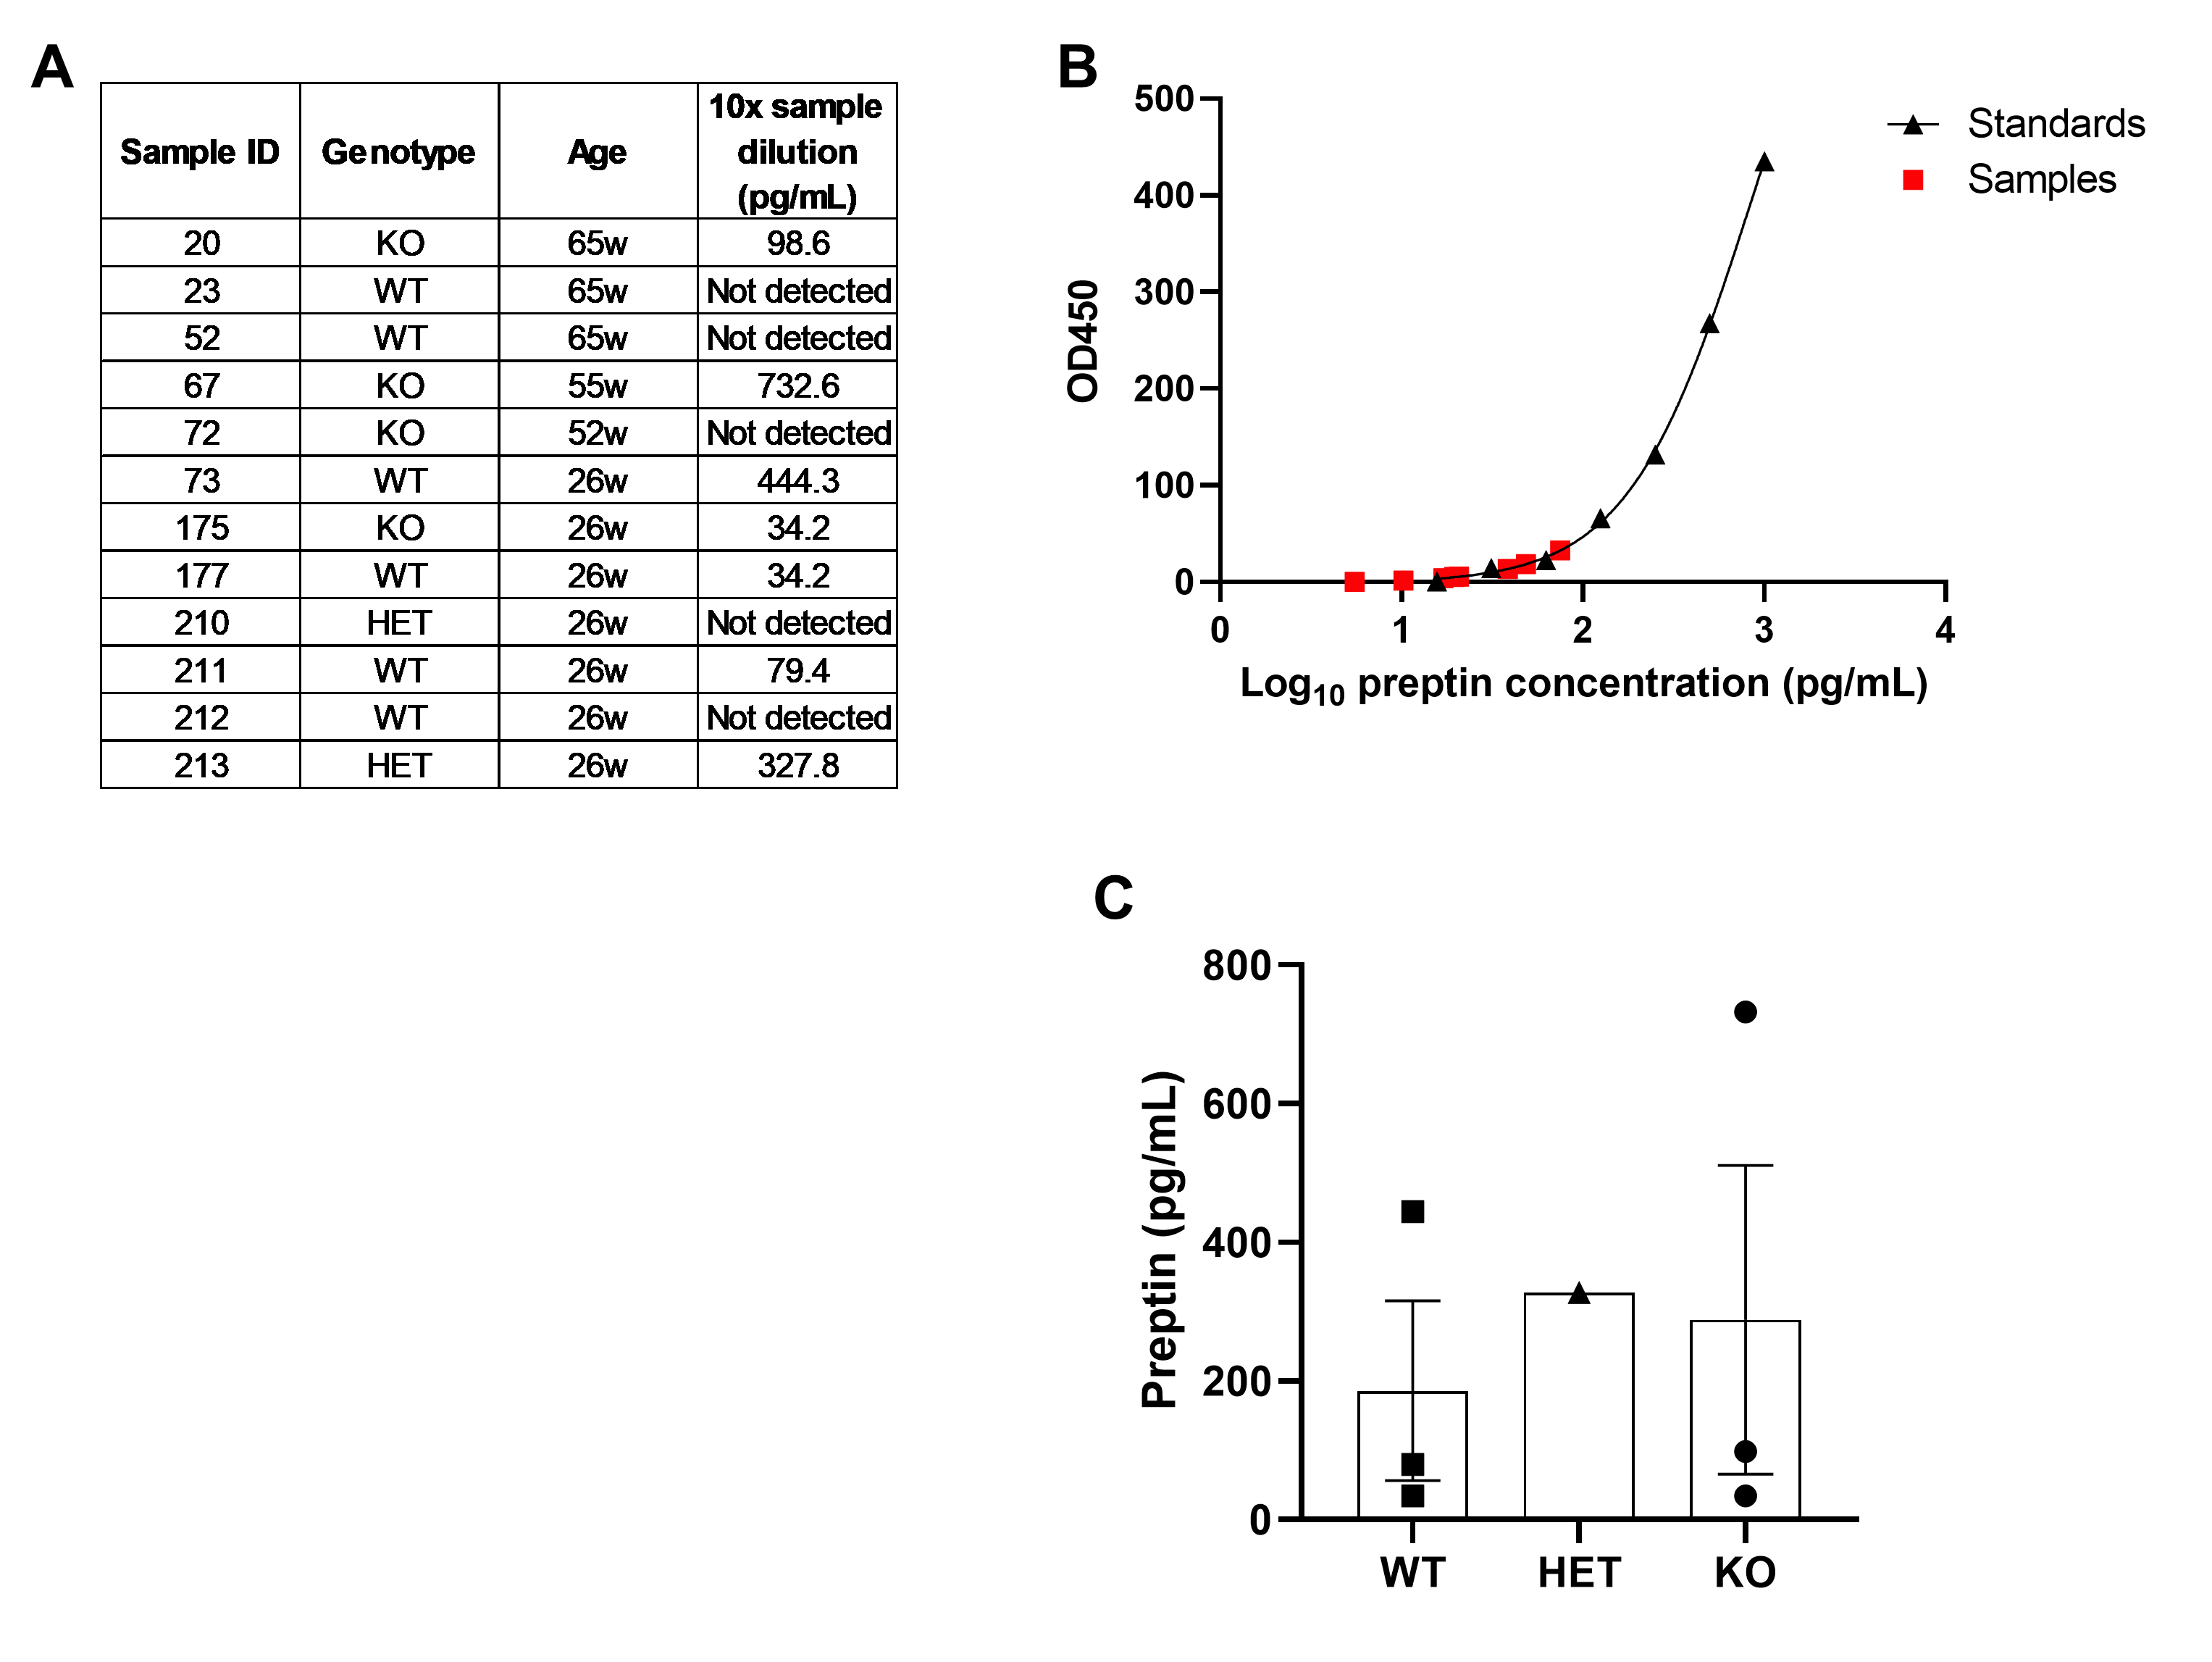 A
Sample ID Genotype Age 10x sample dilution (pg/mL)
20 KO 65w 98.6
23 WT 65w Not detected
52 WT 65w Not detected
67 KO 55w 732.6
72 KO 52w Not detected
73 WT 26w 444.3
175 KO 26w 34.2
177 WT 26w 34.2
210 HET 26w Not detected
211 WT 26w 79.4
212 WT 26w Not detected
213 HET 26w 327.8
B
500
400
300
200
100
0
OD450
0 1 2 3 4
Log10 preptin concentration (pg/mL)
Standards
Samples
C
800
600
400
200
0
Preptin (pg/mL)
WT HET KO